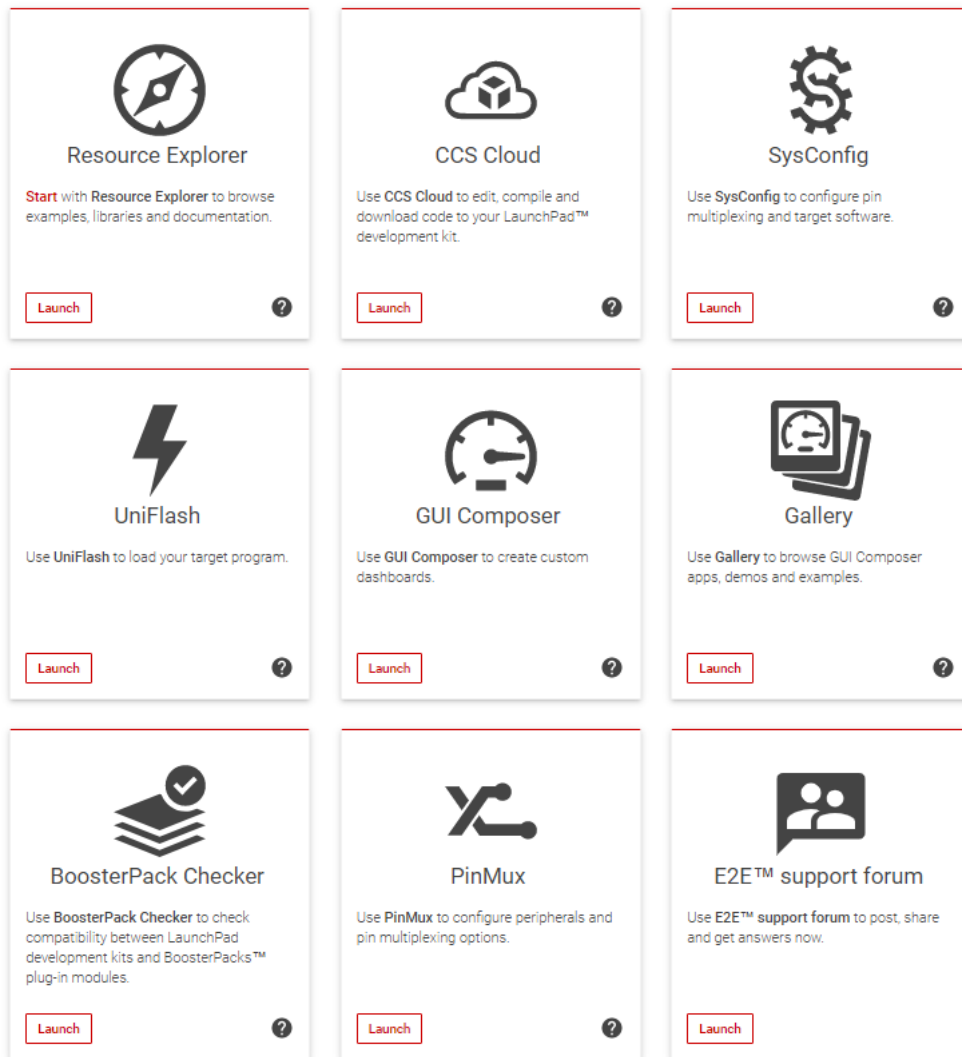 Resource Explorer
Start with Resource Explorer to browse
examples, libraries and documentation.
Launch
?
CCS Cloud
Use CCS Cloud to edit, compile and
download code to your LaunchPad™
development kit.
Launch
?
SysConfig
Use SysConfig to configure pin
multiplexing and target software.
Launch
?
UniFlash
Use UniFlash to load your target program.
Launch
?
GUI Composer
Use GUI Composer to create custom
dashboards.
Launch
?
Gallery
Use Gallery to browse GUI Composer
apps, demos and examples.
Launch
?
BoosterPack Checker
Use BoosterPack Checker to check
compatibility between LaunchPad
development kits and BoosterPacks™
plug-in modules.
Launch
?
PinMux
Use PinMux to configure peripherals and
pin multiplexing options.
Launch
?
E2E™ support forum
Use E2E™ support forum to post, share
and get answers now.
Launch